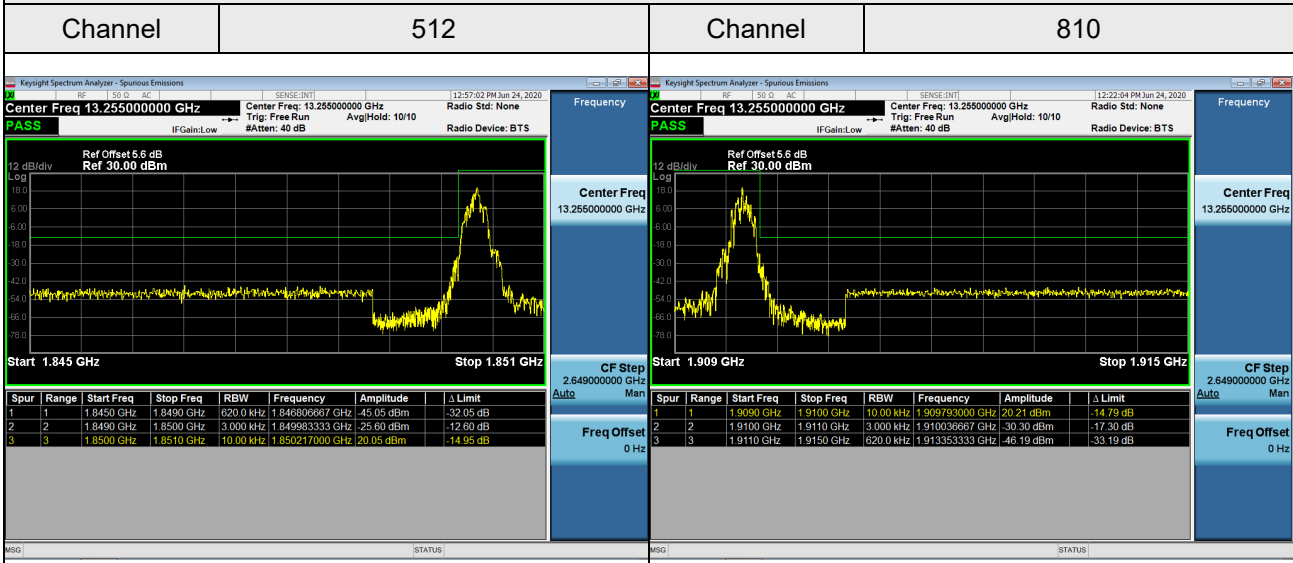 Channel 512 Channel 810
Keysight Spectrum Analyzer - Spurious Emissions
RF 50 Ω AC SENSE:INT 12:57:02 PM Jun 24, 2020
Center Freq 13.255000000 GHz
Center Freq: 13.255000000 GHz
Radio Std: None
Trig: Free Run Avg|Hold: 10/10
PASS
IFGain:Low
#Atten: 40 dB
Radio Device: BTS
Ref Offset 5.6 dB
12 dB/div Ref 30.00 dBm
Log
18.0
6.00
-6.00
-18.0
-30.0
-42.0
-54.0
-66.0
-78.0
Start 1.845 GHz Stop 1.851 GHz
Spur Range Start Freq Stop Freq RBW Frequency Amplitude Δ Limit
1 1 1.8450 GHz 1.8490 GHz 620.0 kHz 1.846806667 GHz -45.05 dBm -32.05 dB
2 2 1.8490 GHz 1.8500 GHz 3.000 kHz 1.849983333 GHz -25.60 dBm -12.60 dB
3 3 1.8500 GHz 1.8510 GHz 10.00 kHz 1.850217000 GHz 20.05 dBm -14.95 dB
Frequency
Center Freq
13.255000000 GHz
CF Step
2.649000000 GHz
Auto Man
Freq Offset
0 Hz
MSG STATUS
Keysight Spectrum Analyzer - Spurious Emissions
RF 50 Ω AC SENSE:INT 12:22:04 PM Jun 24, 2020
Center Freq 13.255000000 GHz
Center Freq: 13.255000000 GHz
Radio Std: None
Trig: Free Run Avg|Hold: 10/10
PASS
IFGain:Low
#Atten: 40 dB
Radio Device: BTS
Ref Offset 5.6 dB
12 dB/div Ref 30.00 dBm
Log
18.0
6.00
-6.00
-18.0
-30.0
-42.0
-54.0
-66.0
-78.0
Start 1.909 GHz Stop 1.915 GHz
Spur Range Start Freq Stop Freq RBW Frequency Amplitude Δ Limit
1 1 1.9090 GHz 1.9100 GHz 10.00 kHz 1.909793000 GHz 20.21 dBm -14.79 dB
2 2 1.9100 GHz 1.9110 GHz 3.000 kHz 1.910036667 GHz -30.30 dBm -17.30 dB
3 3 1.9110 GHz 1.9150 GHz 620.0 kHz 1.913353333 GHz -46.19 dBm -33.19 dB
Frequency
Center Freq
13.255000000 GHz
CF Step
2.649000000 GHz
Auto Man
Freq Offset
0 Hz
MSG STATUS